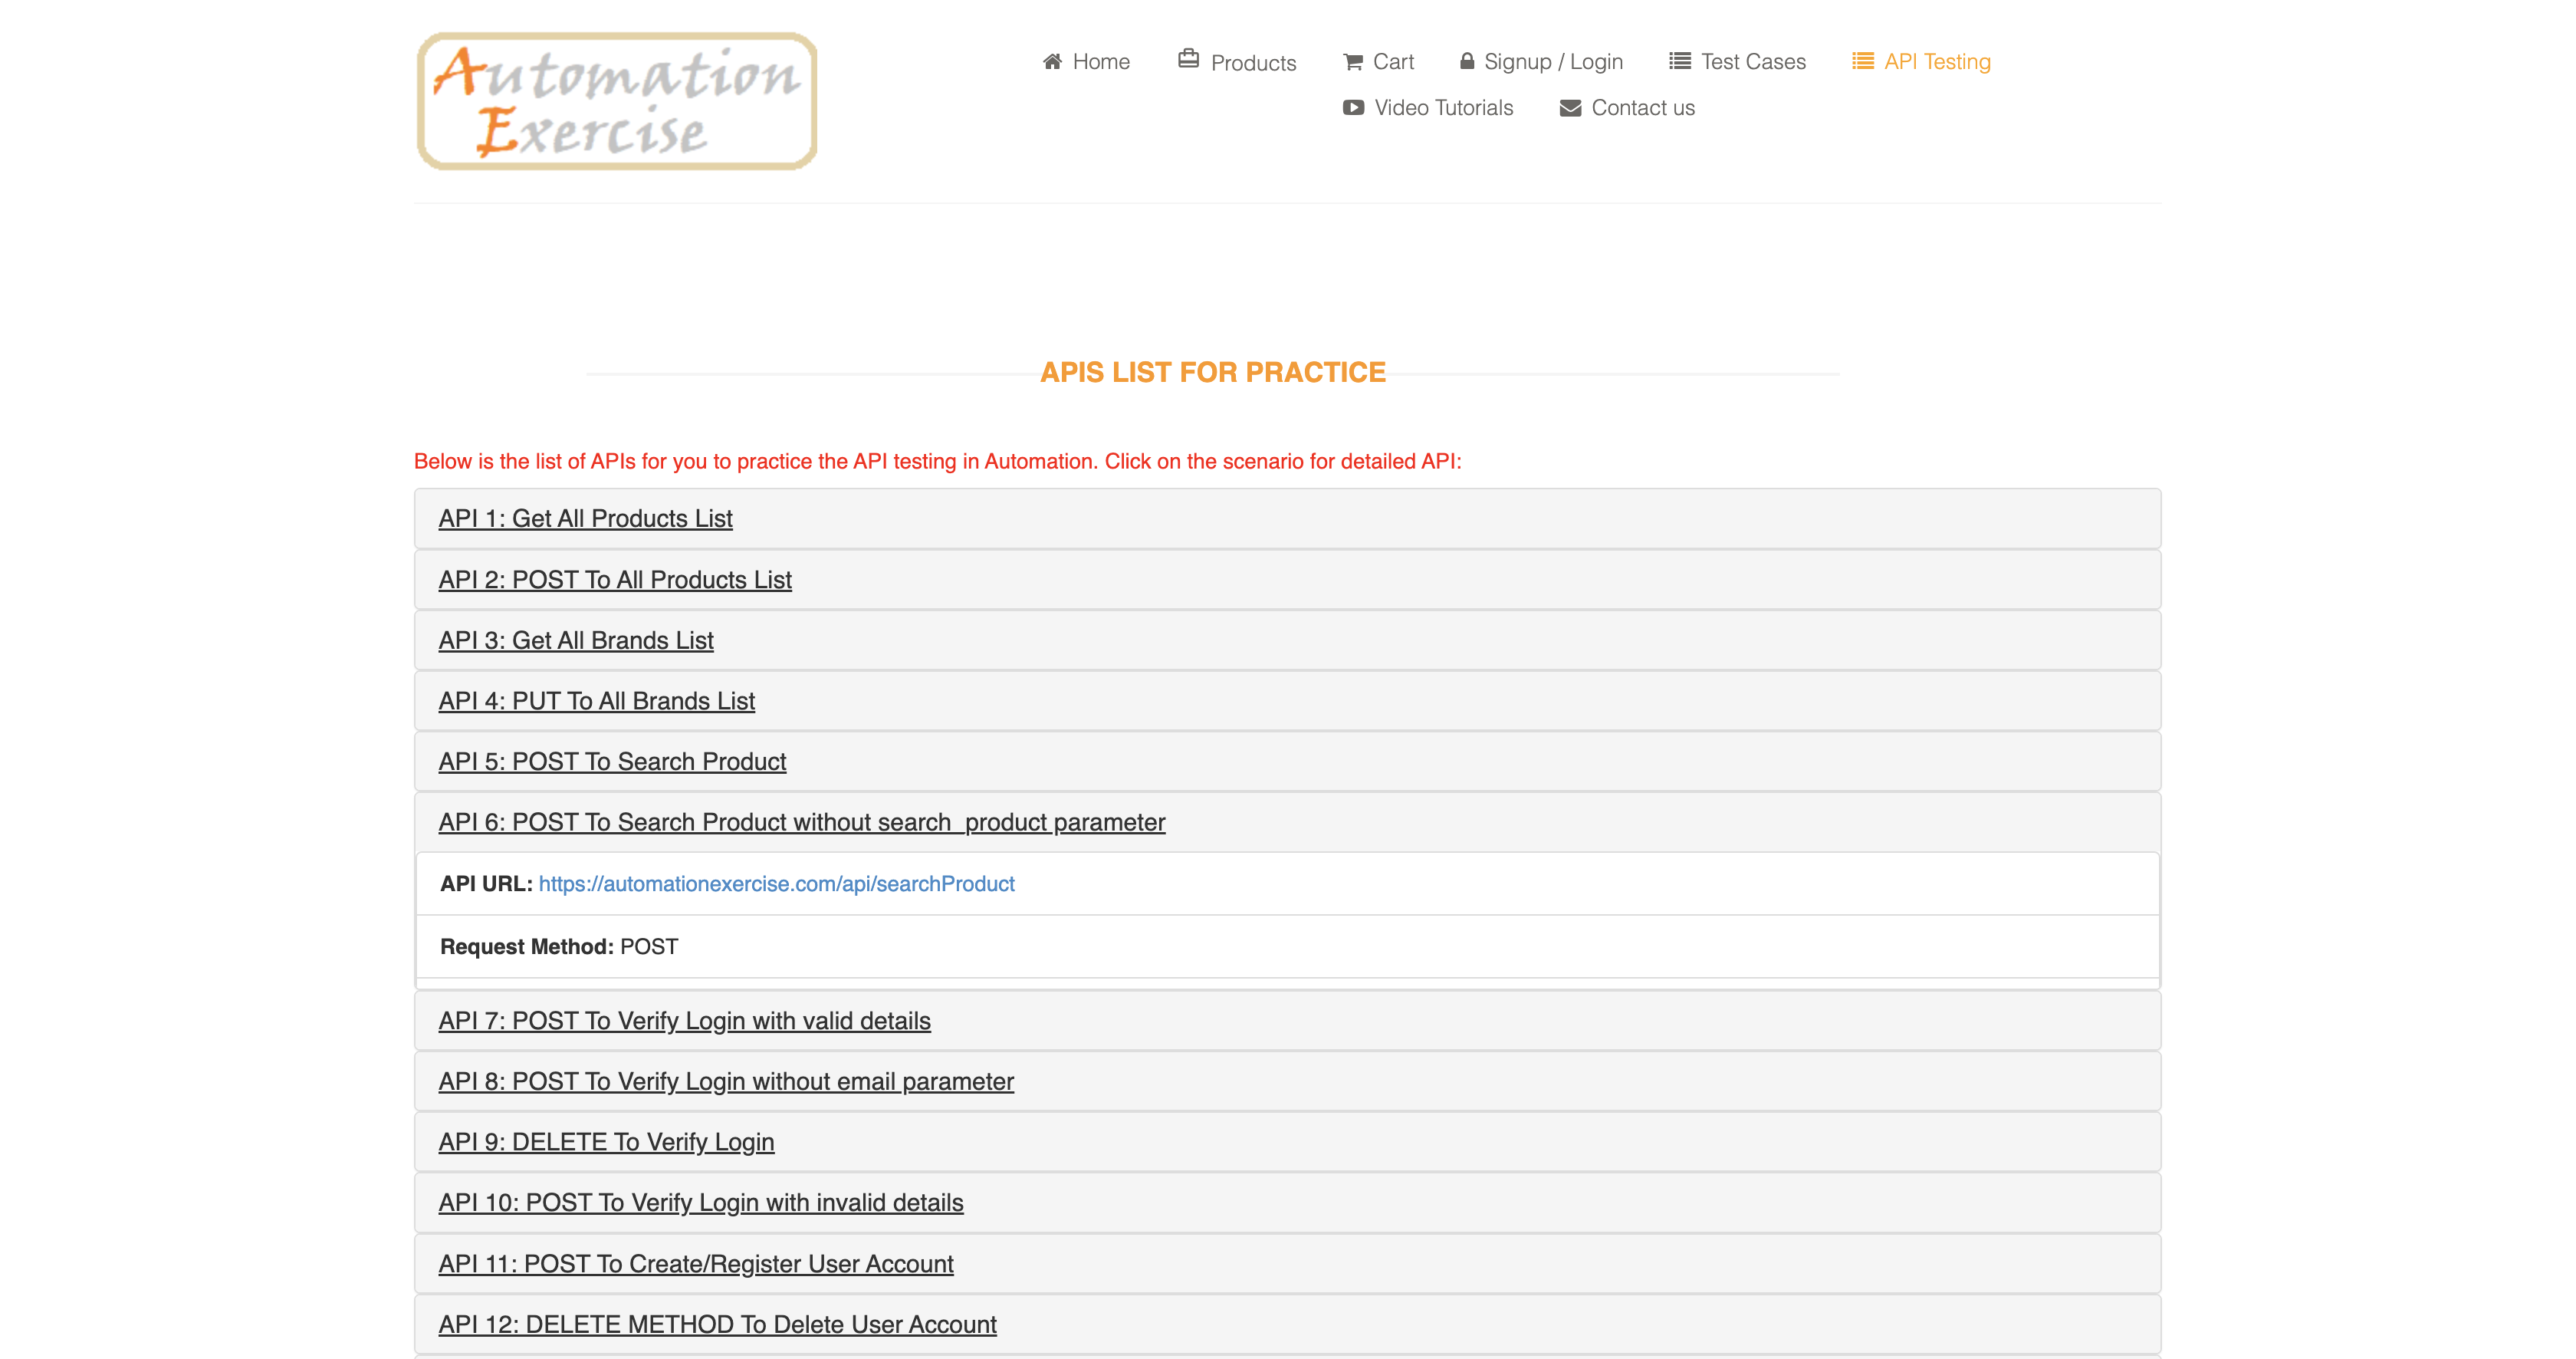 Automation
Exercise
Home Products Cart Signup / Login Test Cases API Testing
Video Tutorials Contact us
APIS LIST FOR PRACTICE
Below is the list of APIs for you to practice the API testing in Automation. Click on the scenario for detailed API:
API 1: Get All Products List
API 2: POST To All Products List
API 3: Get All Brands List
API 4: PUT To All Brands List
API 5: POST To Search Product
API 6: POST To Search Product without search_product parameter
API URL: https://automationexercise.com/api/searchProduct
Request Method: POST
API 7: POST To Verify Login with valid details
API 8: POST To Verify Login without email parameter
API 9: DELETE To Verify Login
API 10: POST To Verify Login with invalid details
API 11: POST To Create/Register User Account
API 12: DELETE METHOD To Delete User Account